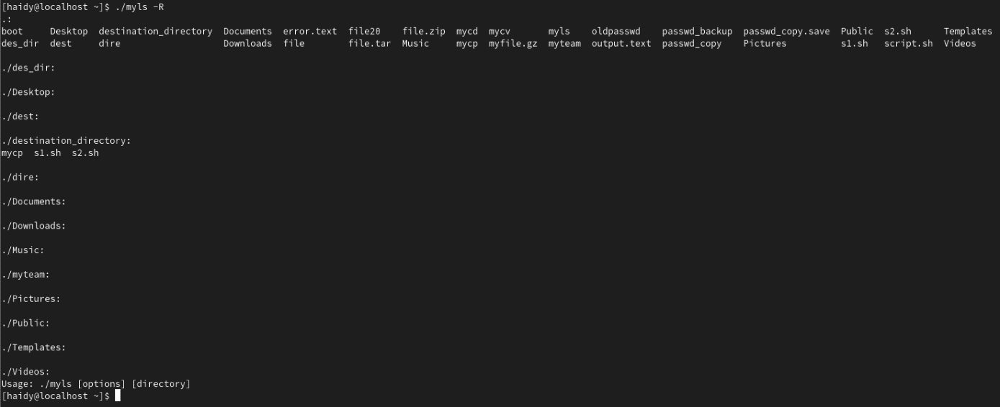 [haidy@localhost ~]$ ./myls -R
.:
boot     Desktop  destination_directory  Documents  error.text  file20    file.zip  mycd  mycv       myls    oldpasswd    passwd_backup  passwd_copy.save  Public  s2.sh      Templates
des_dir  dest     dire                   Downloads  file        file.tar  Music     mycp  myfile.gz  myteam  output.text  passwd_copy    Pictures          s1.sh   script.sh  Videos
./des_dir:
./Desktop:
./dest:
./destination_directory:
mycp  s1.sh  s2.sh
./dire:
./Documents:
./Downloads:
./Music:
./myteam:
./Pictures:
./Public:
./Templates:
./Videos:
Usage: ./myls [options] [directory]
[haidy@localhost ~]$